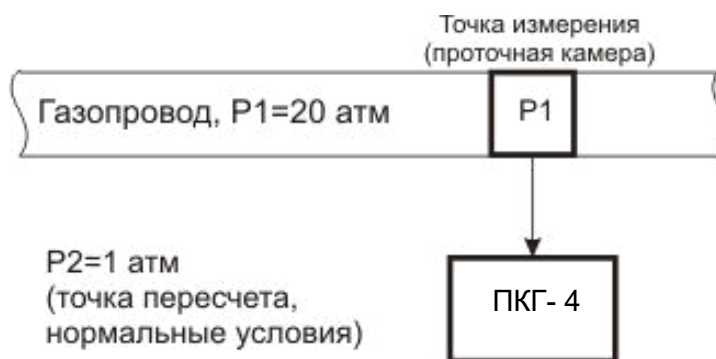 Точка измерения
(проточная камера)
Газопровод, P1=20 атм
P1
P2=1 атм
(точка пересчета,
нормальные условия)
ПКГ- 4